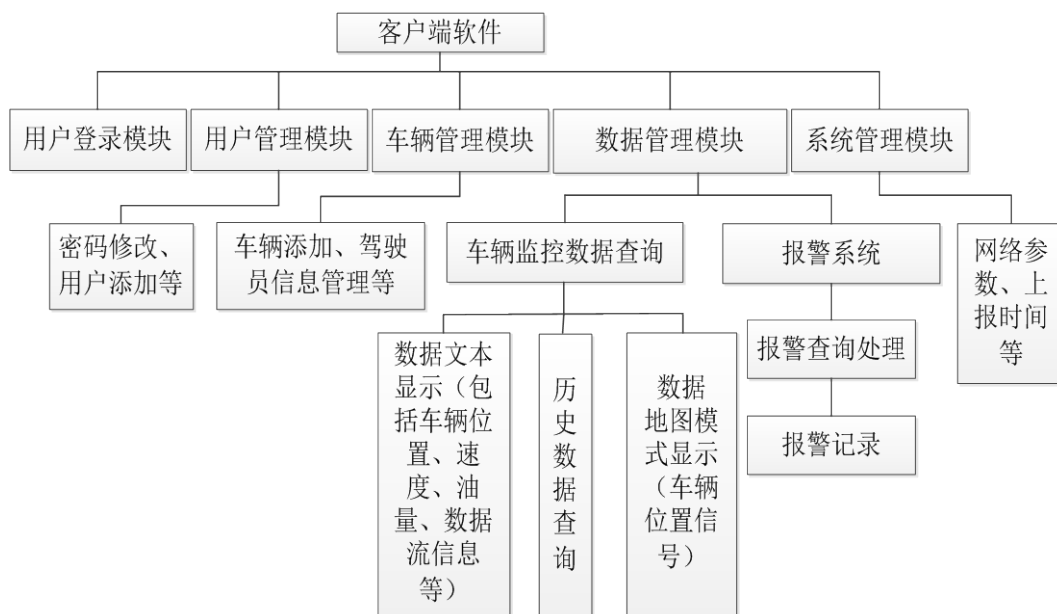 客户端软件
用户登录模块
用户管理模块
车辆管理模块
数据管理模块
系统管理模块
密码修改、
用户添加等
车辆添加、驾驶
员信息管理等
车辆监控数据查询
报警系统
网络参
数、上
报时间
等
数据文本
显示（包
括车辆位
置、速
度、油
量、数据
流信息
等）
历
史
数
据
查
询
数据
地图模
式显示
（车辆
位置信
号）
报警查询处理
报警记录